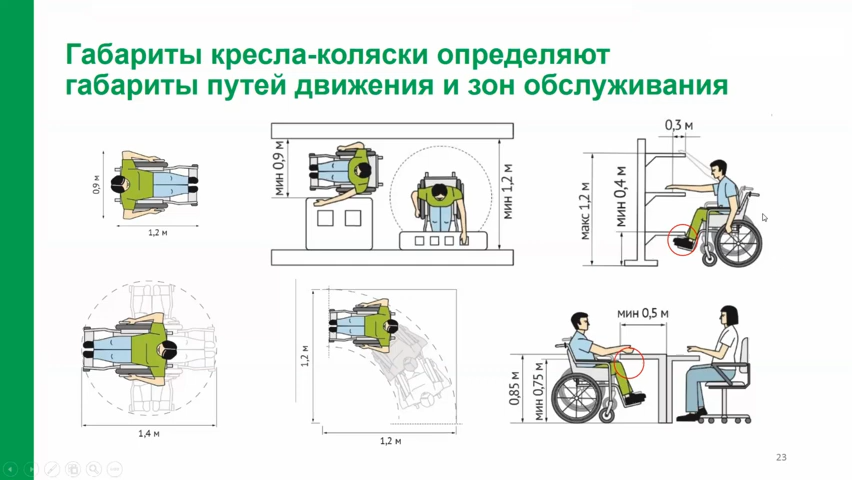 Габариты кресла-коляски определяют
габариты путей движения и зон обслуживания
0,9 м
1,2 м
мин 0,9 м
мин 1,2 м
0,3 м
макс 1,2 м
мин 0,4 м
1,4 м
1,2 м
1,2 м
мин 0,5 м
0,85 м
мин 0,75 м
23